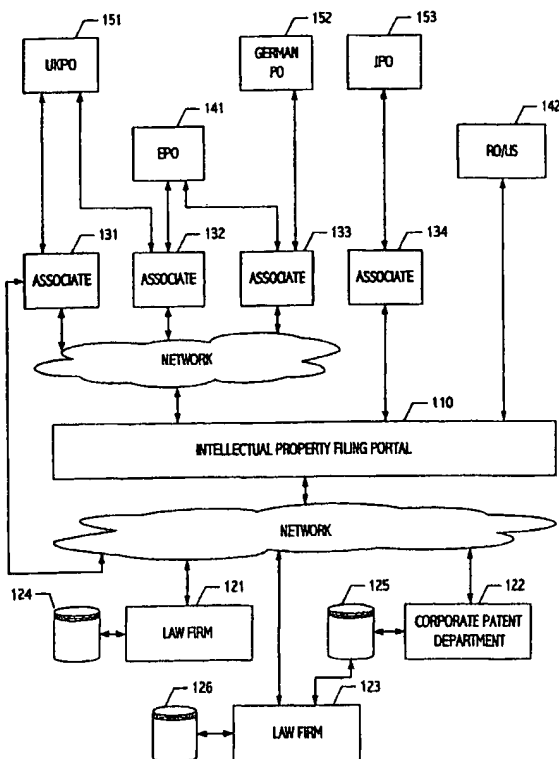 151
UKPO
152
GERMAN
PO
153
JPO
141
EPO
142
RO/US
131
ASSOCIATE
132
ASSOCIATE
133
ASSOCIATE
134
ASSOCIATE
NETWORK
110
INTELLECTUAL PROPERTY FILING PORTAL
NETWORK
124
121
LAW FIRM
125
122
CORPORATE PATENT
DEPARTMENT
126
123
LAW FIRM